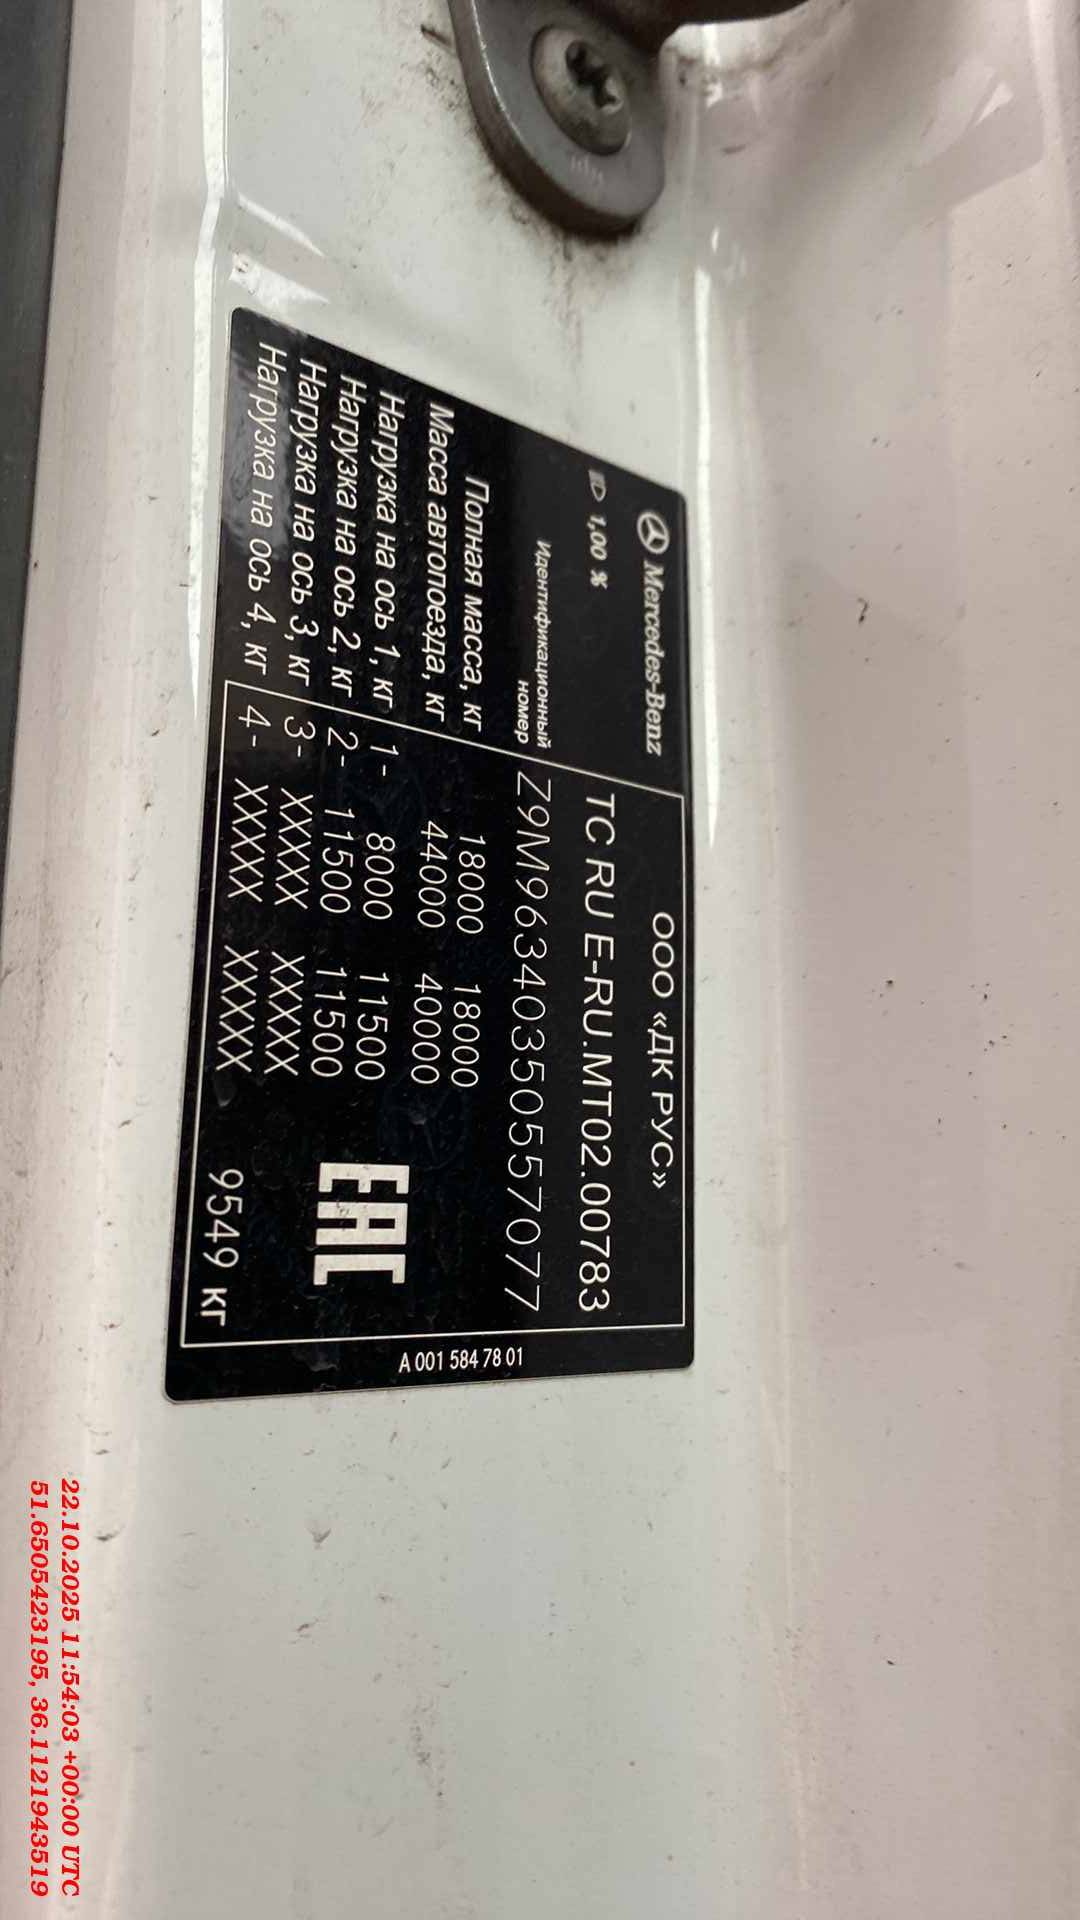 Mercedes-Benz
ООО «ДК РУС»
1,00 %
ТС RU E-RU.MT02.00783
Идентификационный
номер
Z9M96340350557077
Полная масса, кг 18000 18000
Масса автопоезда, кг 44000 40000
Нагрузка на ось 1, кг 1- 8000 11500
Нагрузка на ось 2, кг 2- 11500 11500
Нагрузка на ось 3, кг 3- XXXXX XXXXX
Нагрузка на ось 4, кг 4- XXXXX XXXXX
EAC
9549 кг
A 001 584 78 01
22.10.2025 11:54:03 +00:00 UTC
51.6505423195, 36.1121943519